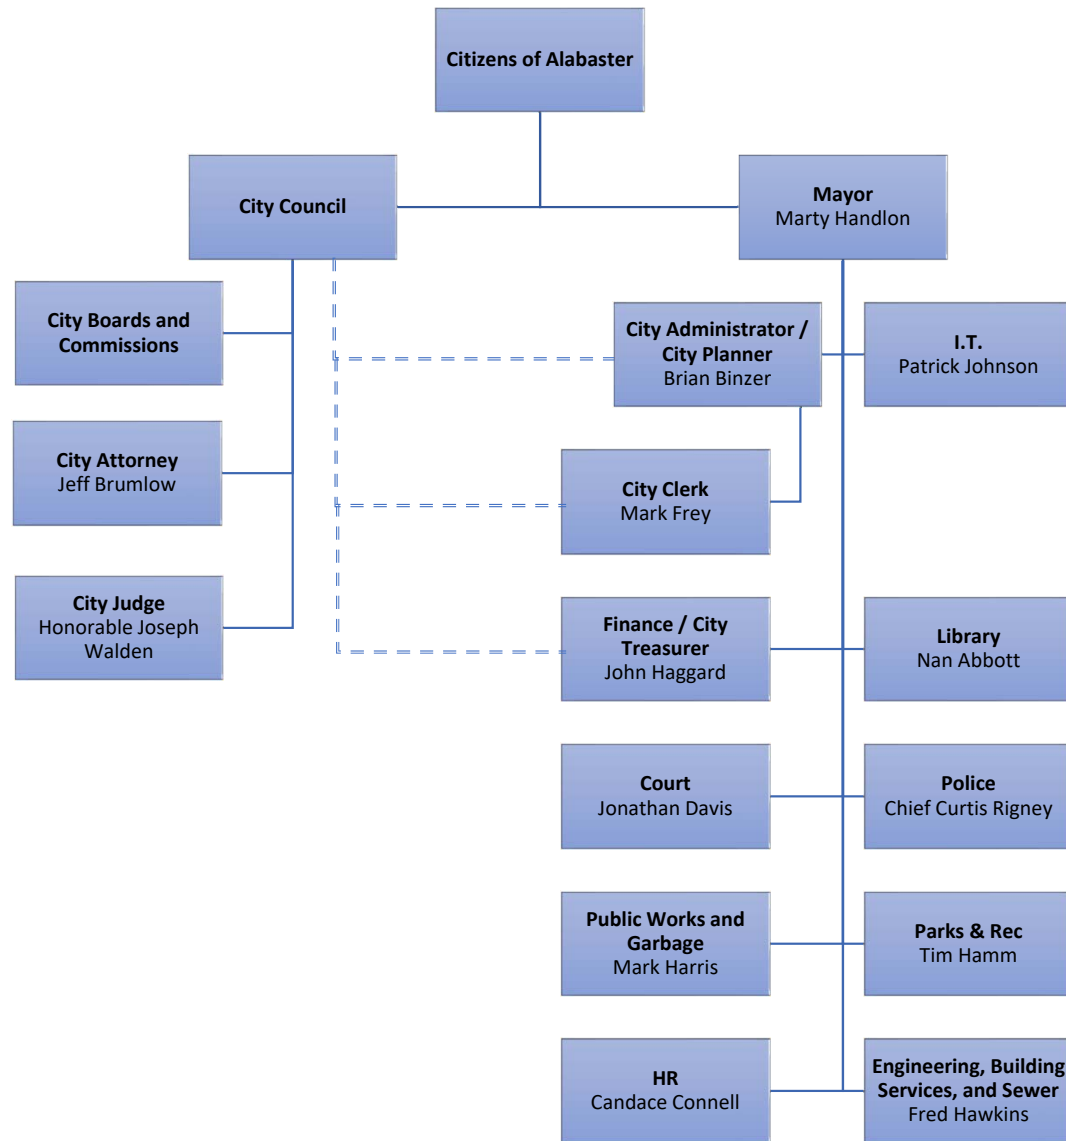 Citizens of Alabaster
City Council
Mayor
Marty Handlon
City Boards and
Commissions
City Administrator /
City Planner
Brian Binzer
I.T.
Patrick Johnson
City Attorney
Jeff Brumlow
City Clerk
Mark Frey
City Judge
Honorable Joseph
Walden
Finance / City
Treasurer
John Haggard
Library
Nan Abbott
Court
Jonathan Davis
Police
Chief Curtis Rigney
Public Works and
Garbage
Mark Harris
Parks & Rec
Tim Hamm
HR
Candace Connell
Engineering, Building
Services, and Sewer
Fred Hawkins